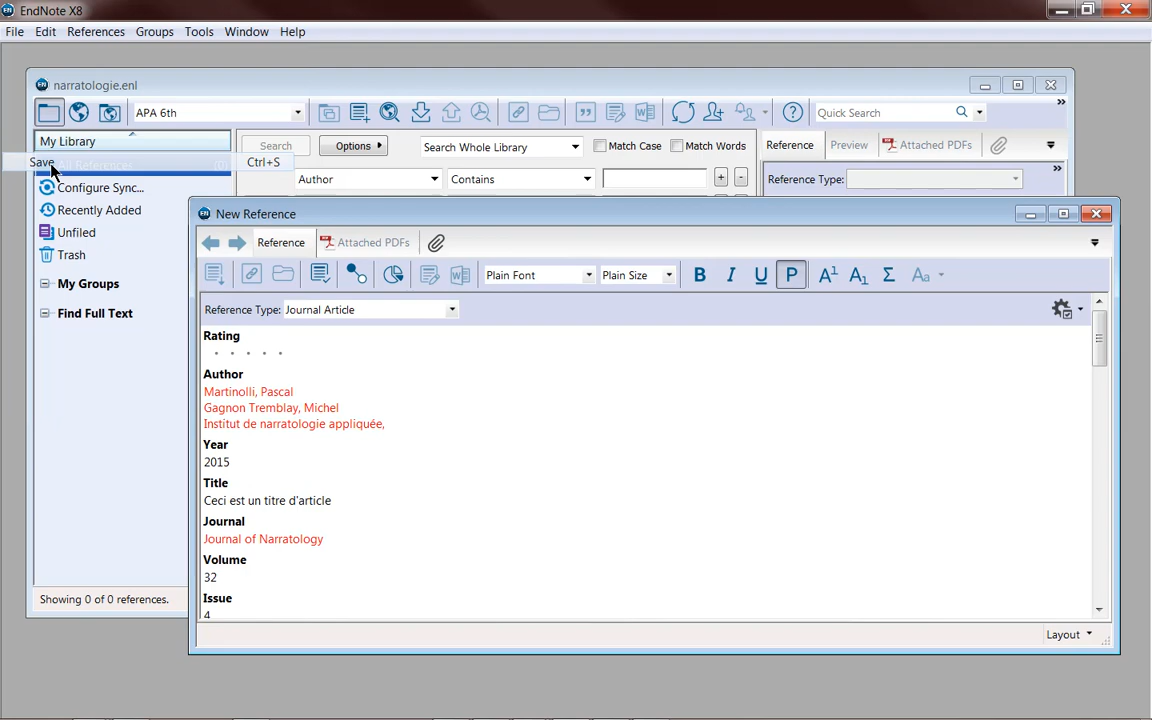 EndNote X8
File Edit References Groups Tools Window Help
narratologie.enl
APA 6th
Quick Search
My Library
Search Options Search Whole Library Match Case Match Words
Reference Preview Attached PDFs
Save Ctrl+S
All References (0)
Author Contains
+ -
Reference Type:
Configure Sync...
Recently Added
Unfiled
Trash
My Groups
Find Full Text
Showing 0 of 0 references.
New Reference
Reference Attached PDFs
Plain Font Plain Size B I U P A¹ A₁ Σ Aa
Reference Type: Journal Article
Rating
Author
Martinolli, Pascal
Gagnon Tremblay, Michel
Institut de narratologie appliquée,
Year
2015
Title
Ceci est un titre d'article
Journal
Journal of Narratology
Volume
32
Issue
4
Layout